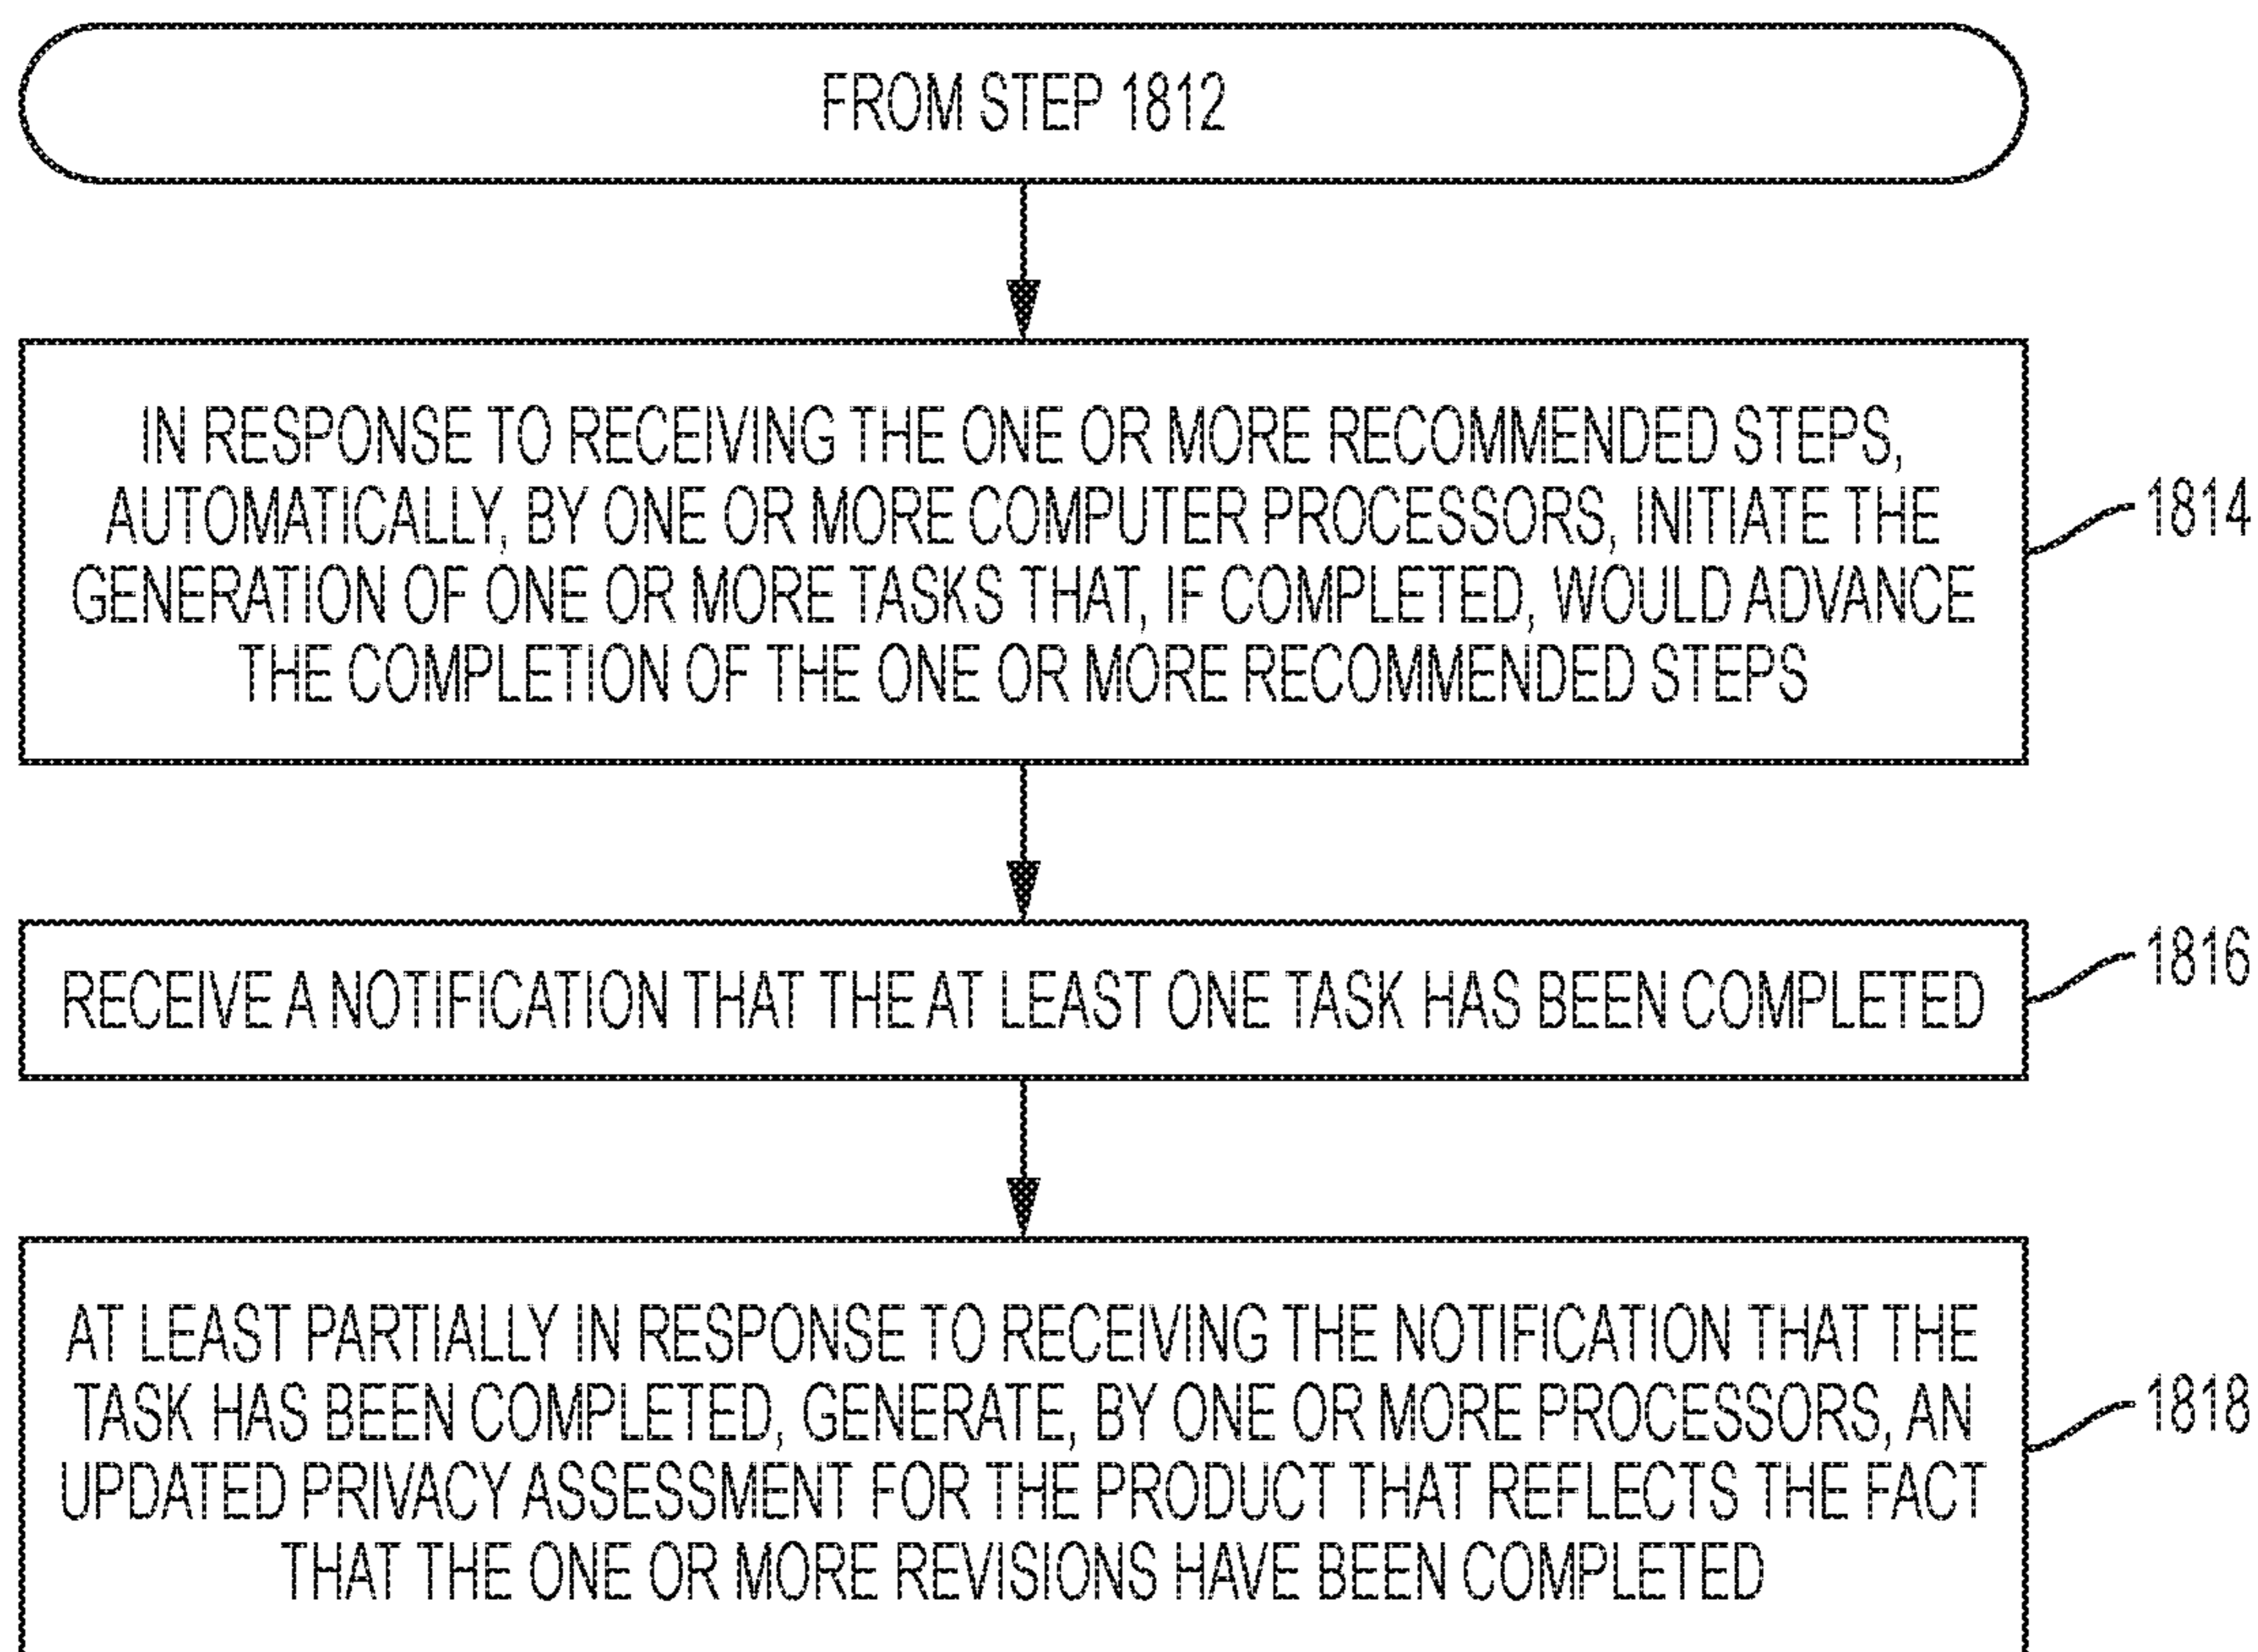 FROM STEP 1812
IN RESPONSE TO RECEIVING THE ONE OR MORE RECOMMENDED STEPS,
AUTOMATICALLY, BY ONE OR MORE COMPUTER PROCESSORS, INITIATE THE
GENERATION OF ONE OR MORE TASKS THAT, IF COMPLETED, WOULD ADVANCE
THE COMPLETION OF THE ONE OR MORE RECOMMENDED STEPS
1814
RECEIVE A NOTIFICATION THAT THE AT LEAST ONE TASK HAS BEEN COMPLETED
1816
AT LEAST PARTIALLY IN RESPONSE TO RECEIVING THE NOTIFICATION THAT THE
TASK HAS BEEN COMPLETED, GENERATE, BY ONE OR MORE PROCESSORS, AN
UPDATED PRIVACY ASSESSMENT FOR THE PRODUCT THAT REFLECTS THE FACT
THAT THE ONE OR MORE REVISIONS HAVE BEEN COMPLETED
1818